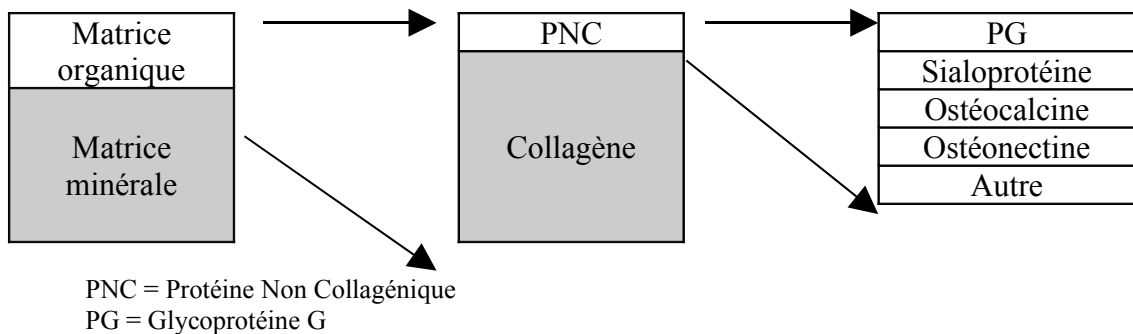 Matrice
organique
Matrice
minérale
PNC
Collagène
PG
Sialoprotéine
Ostéocalcine
Ostéonectine
Autre
PNC = Protéine Non Collagénique
PG = Glycoprotéine G